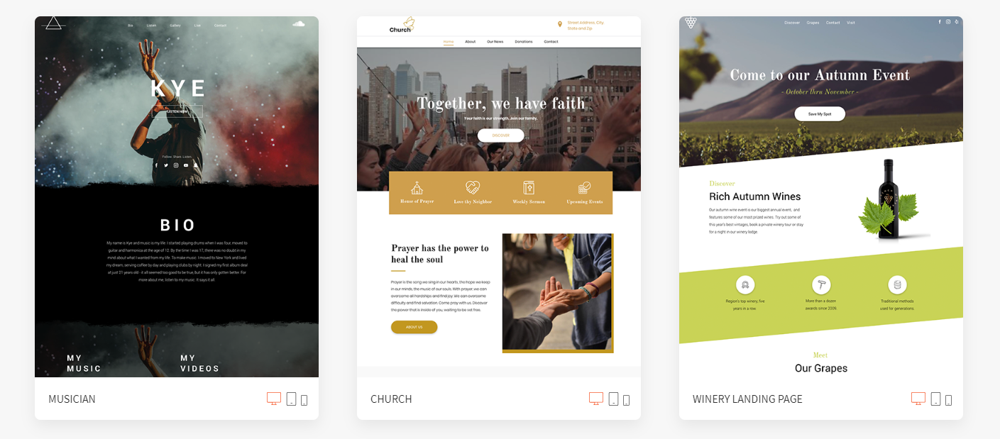 Bio Listen Gallery Live Contact
KYE
LISTEN NOW
Follow. Share. Listen.
BIO
My name is Kye and music is my life. I started playing drums when I was four, moved to
guitar and harmonica at the age of 12. By the time I was 17, there was no doubt in my
mind about what I wanted from my life. To make music. I moved to New York and lived
my dream, serving coffee by day and playing clubs by night. I signed my first album deal
at just 21 years old - it all seemed too good to be true, but it has only gotten better. For
more about me, listen to my music. It says it all.
MY
MUSIC
MY
VIDEOS
MUSICIAN
Church
Street Address, City,
State and Zip
Home About Our News Donations Contact
Together, we have faith
Your faith is our strength. Join our family.
DISCOVER
House of Prayer Love thy Neighbor Weekly Sermon Upcoming Events
Prayer has the power to
heal the soul
Prayer is the song we sing in our hearts, the hope we keep
in our minds, the music of our souls. With prayer, we can
overcome all hardships and find joy. We can overcome
difficulty and find salvation. Come pray with us. Discover
the power that is inside of you, waiting to be set free.
ABOUT US
CHURCH
Discover Grapes Contact Visit
Come to our Autumn Event
- October thru November -
Save My Spot
Discover
Rich Autumn Wines
Our autumn wine event is our biggest annual event, and
features some of our most prized wines. Try out some of
this year's best vintages, book a private winery tour or stay
for a night in our winery lodge.
Region's top winery, five
years in a row.
More than a dozen
awards since 2009.
Traditional methods
used for generations.
Meet
Our Grapes
WINERY LANDING PAGE